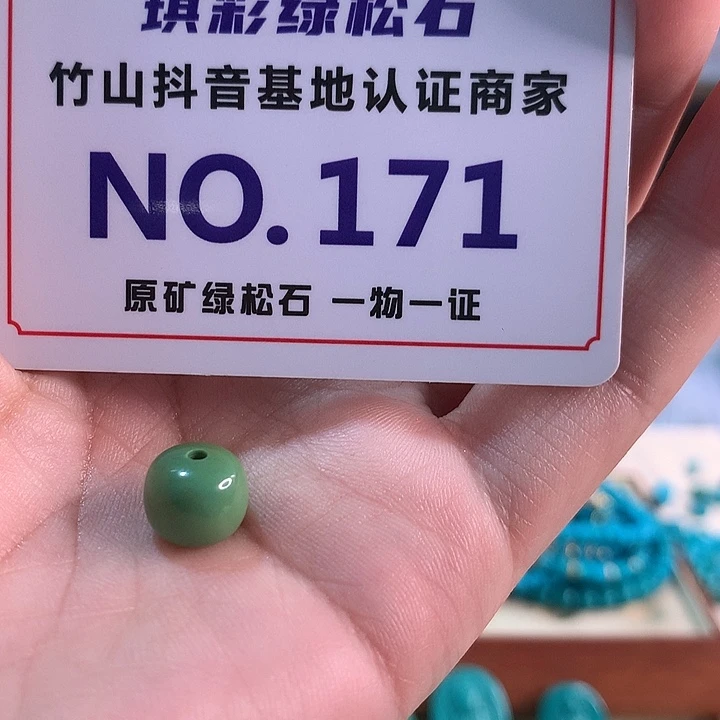 琪彩绿松石
竹山抖音基地认证商家
NO.171
原矿绿松石 一物一证